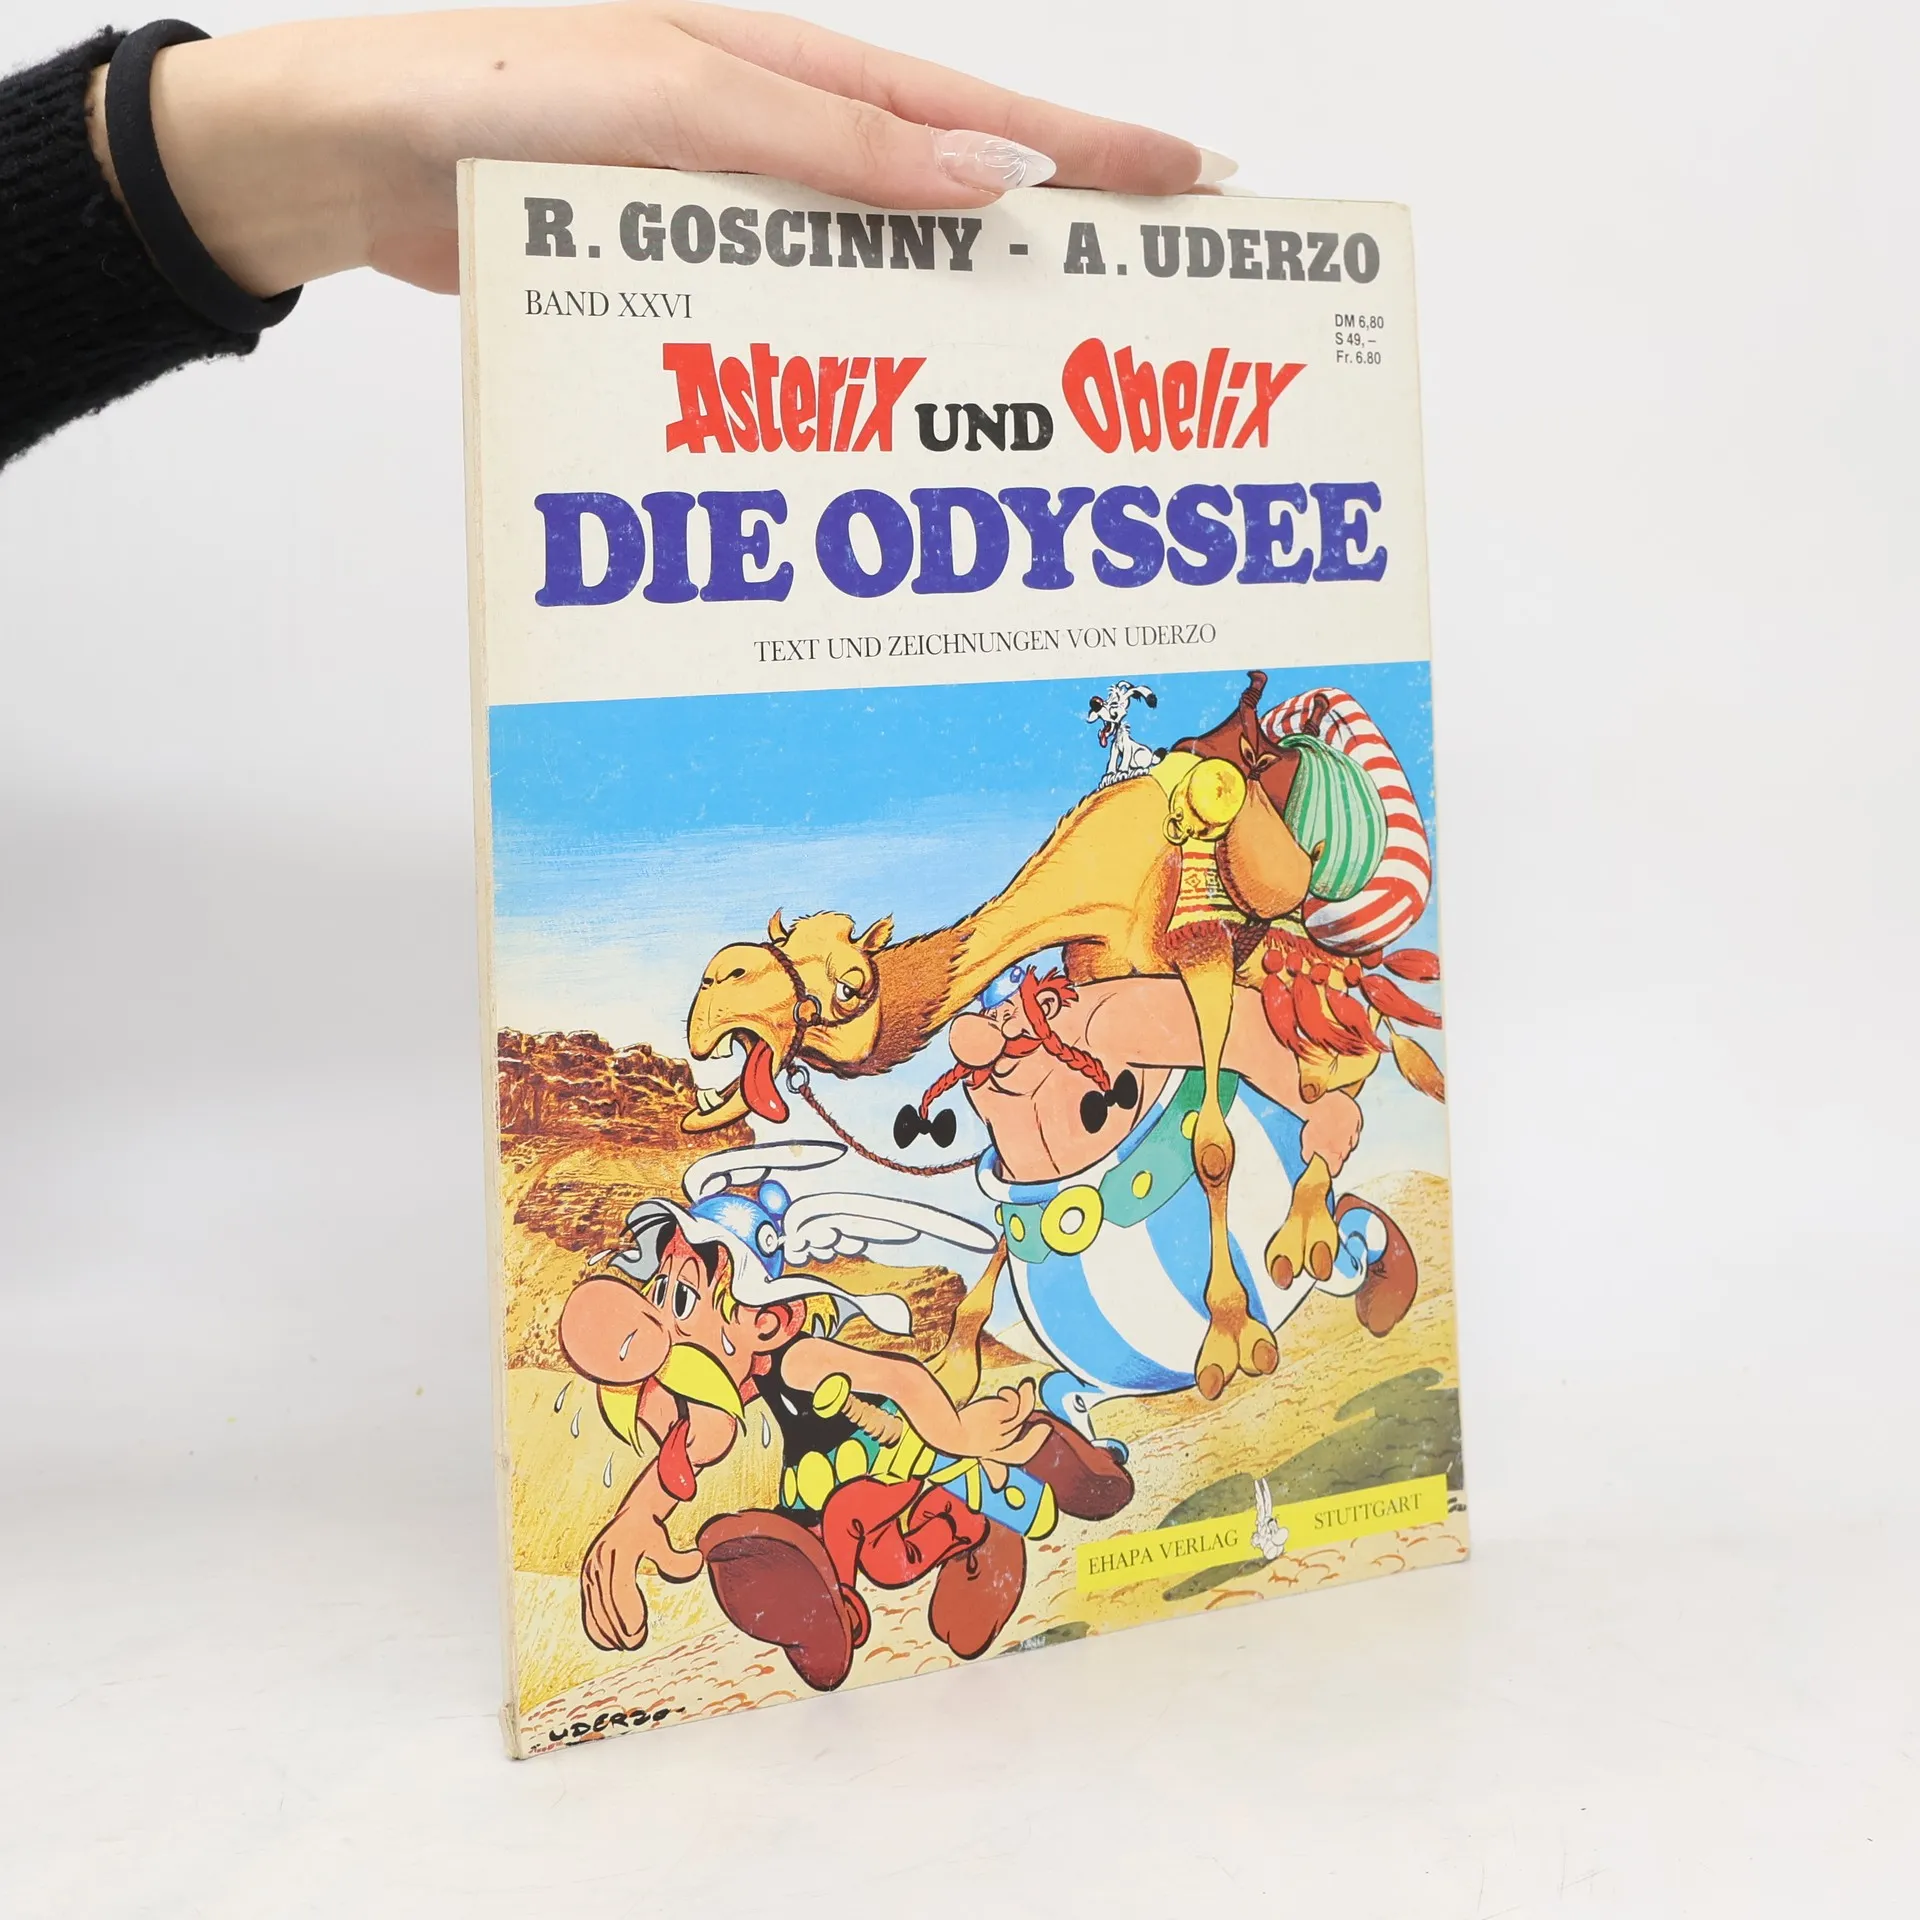 R. GOSCINNY - A. UDERZO
BAND XXVI
DM 6,80
S 49,–
Fr. 6.80
Asterix UND Obelix
DIE ODYSSEE
TEXT UND ZEICHNUNGEN VON UDERZO
EHAPA VERLAG STUTTGART
UDERZO